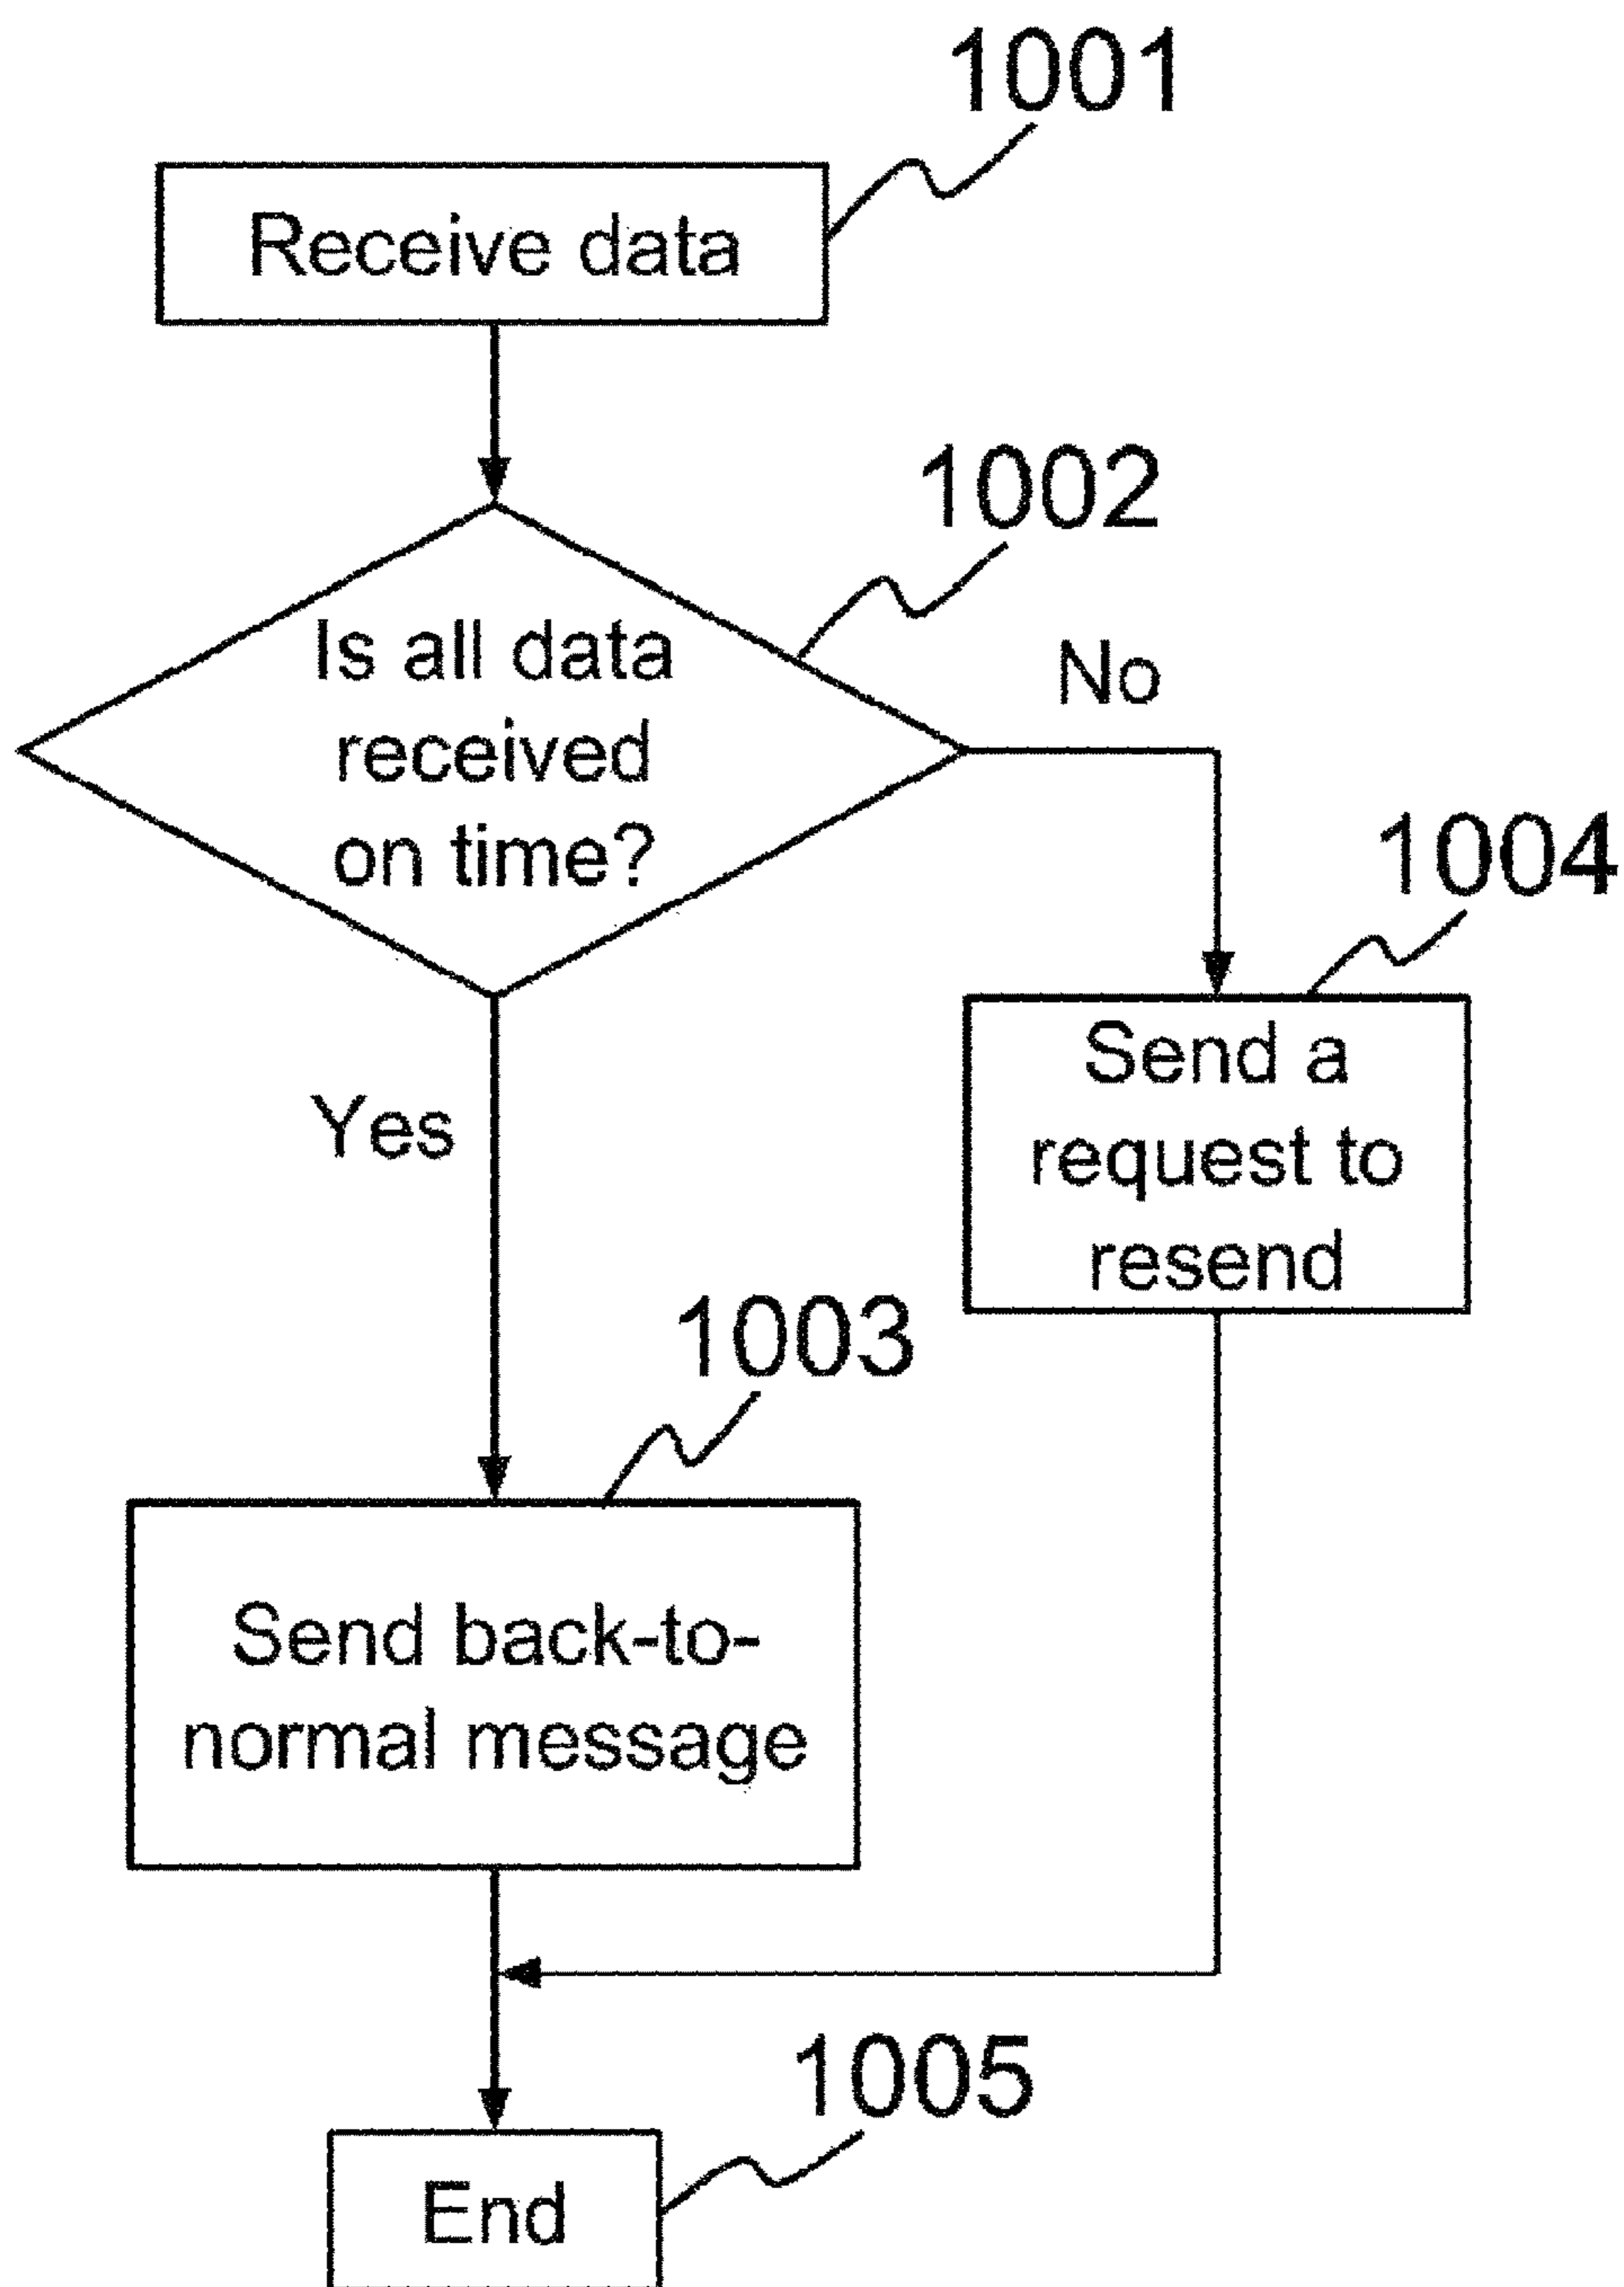 1001
Receive data
1002
Is all data
received
on time?
No
1004
Send a
request to
resend
Yes
1003
Send back-to-
normal message
1005
End